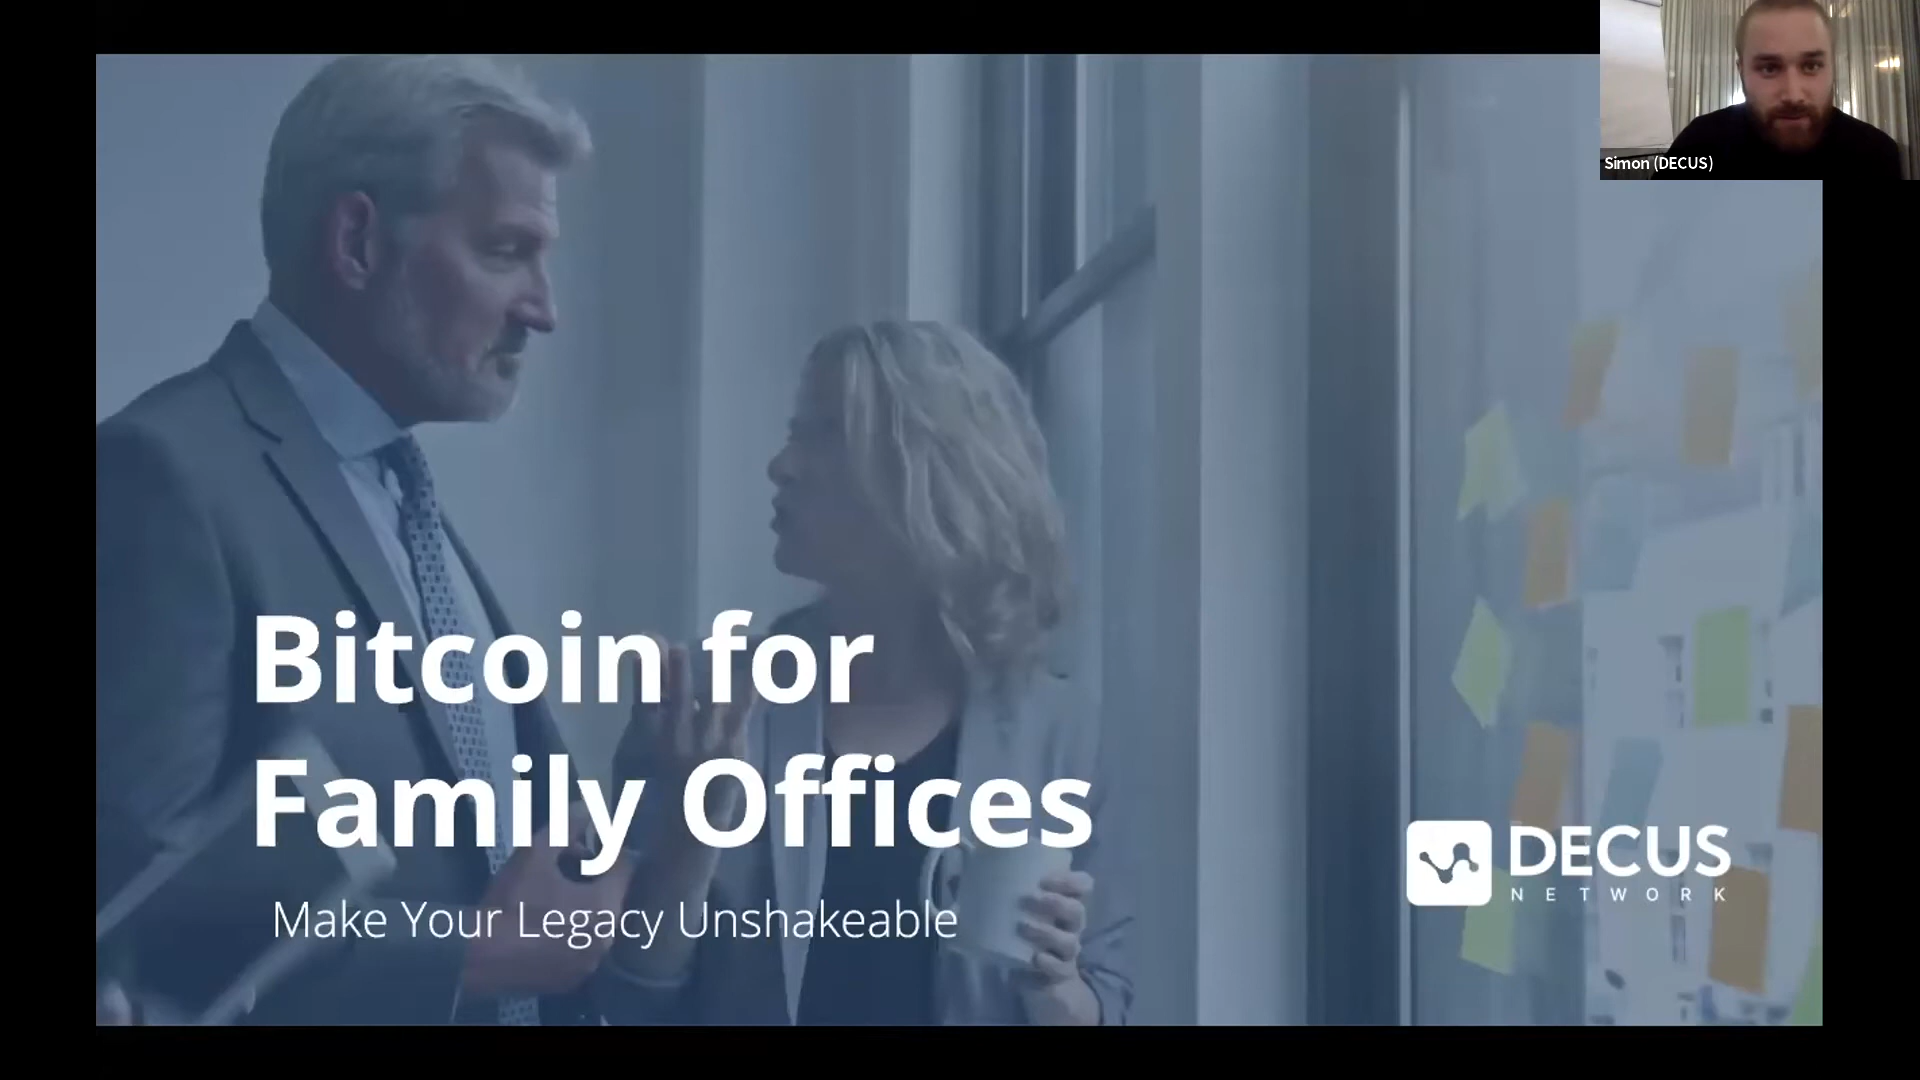 Simon (DECUS)
Bitcoin for
Family Offices
Make Your Legacy Unshakeable
DECUS
NETWORK